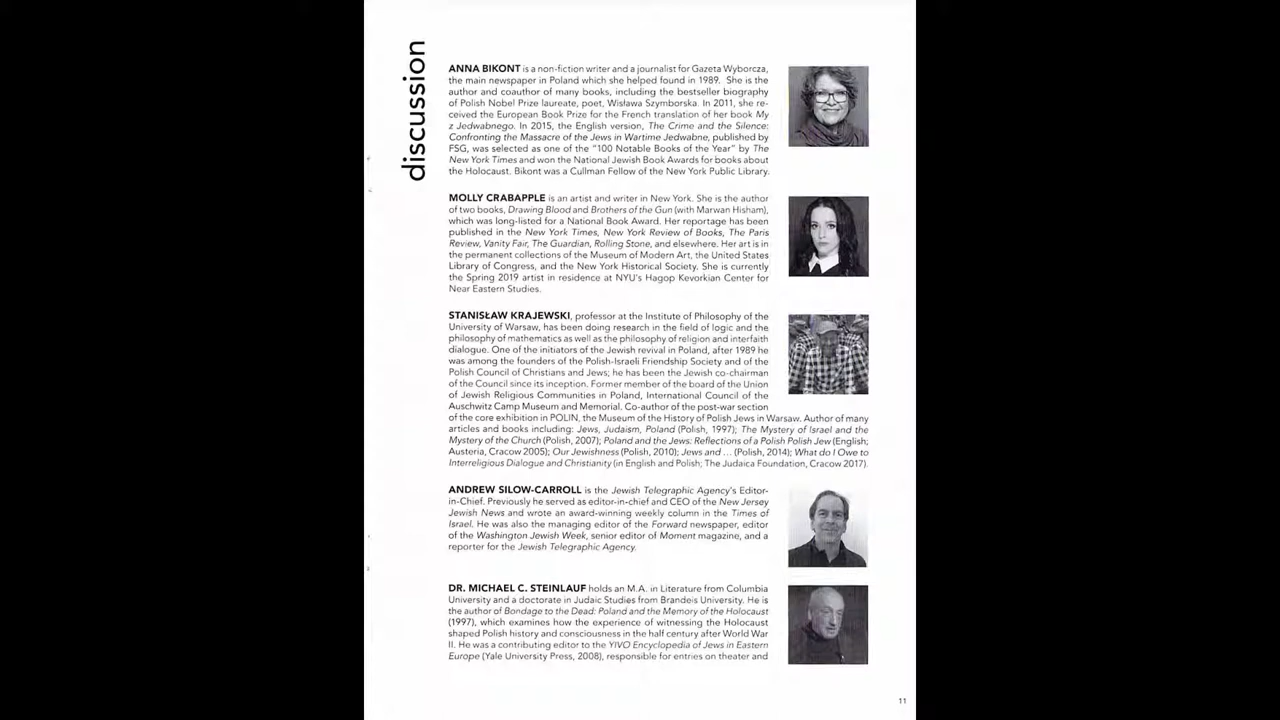 discussion
ANNA BIKONT is a non-fiction writer and a journalist for Gazeta Wyborcza,
the main newspaper in Poland which she helped found in 1989. She is the
author and coauthor of many books, including the bestseller biography
of Polish Nobel Prize laureate, poet, Wisława Szymborska. In 2011, she re-
ceived the European Book Prize for the French translation of her book My
z Jedwabnego. In 2015, the English version, The Crime and the Silence:
Confronting the Massacre of the Jews in Wartime Jedwabne, published by
FSG, was selected as one of the "100 Notable Books of the Year" by The
New York Times and won the National Jewish Book Awards for books about
the Holocaust. Bikont was a Cullman Fellow of the New York Public Library.
MOLLY CRABAPPLE is an artist and writer in New York. She is the author
of two books, Drawing Blood and Brothers of the Gun (with Marwan Hisham),
which was long-listed for a National Book Award. Her reportage has been
published in the New York Times, New York Review of Books, The Paris
Review, Vanity Fair, The Guardian, Rolling Stone, and elsewhere. Her art is in
the permanent collections of the Museum of Modern Art, the United States
Library of Congress, and the New York Historical Society. She is currently
the Spring 2019 artist in residence at NYU's Hagop Kevorkian Center for
Near Eastern Studies.
STANISŁAW KRAJEWSKI, professor at the Institute of Philosophy of the
University of Warsaw, has been doing research in the field of logic and the
philosophy of mathematics as well as the philosophy of religion and interfaith
dialogue. One of the initiators of the Jewish revival in Poland, after 1989 he
was among the founders of the Polish-Israeli Friendship Society and of the
Polish Council of Christians and Jews; he has been the Jewish co-chairman
of the Council since its inception. Former member of the board of the Union
of Jewish Religious Communities in Poland, International Council of the
Auschwitz Camp Museum and Memorial. Co-author of the post-war section
of the core exhibition in POLIN, the Museum of the History of Polish Jews in Warsaw. Author of many
articles and books including: Jews, Judaism, Poland (Polish, 1997); The Mystery of Israel and the
Mystery of the Church (Polish, 2007); Poland and the Jews: Reflections of a Polish Polish Jew (English;
Austeria, Cracow 2005); Our Jewishness (Polish, 2010); Jews and ... (Polish, 2014); What do I Owe to
Interreligious Dialogue and Christianity (in English and Polish; The Judaica Foundation, Cracow 2017).
ANDREW SILOW-CARROLL is the Jewish Telegraphic Agency's Editor-
in-Chief. Previously he served as editor-in-chief and CEO of the New Jersey
Jewish News and wrote an award-winning weekly column in the Times of
Israel. He was also the managing editor of the Forward newspaper, editor
of the Washington Jewish Week, senior editor of Moment magazine, and a
reporter for the Jewish Telegraphic Agency.
DR. MICHAEL C. STEINLAUF holds an M.A. in Literature from Columbia
University and a doctorate in Judaic Studies from Brandeis University. He is
the author of Bondage to the Dead: Poland and the Memory of the Holocaust
(1997), which examines how the experience of witnessing the Holocaust
shaped Polish history and consciousness in the half century after World War
II. He was a contributing editor to the YIVO Encyclopedia of Jews in Eastern
Europe (Yale University Press, 2008), responsible for entries on theater and
11